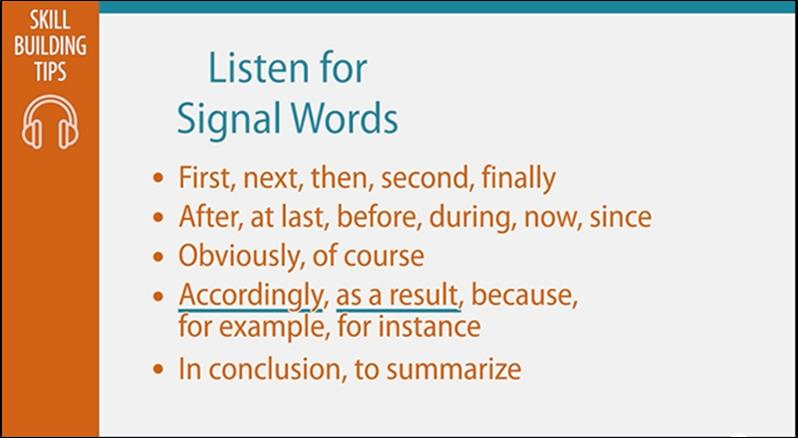 SKILL
BUILDING
TIPS
Listen for
Signal Words
• First, next, then, second, finally
• After, at last, before, during, now, since
• Obviously, of course
• Accordingly, as a result, because,
for example, for instance
• In conclusion, to summarize